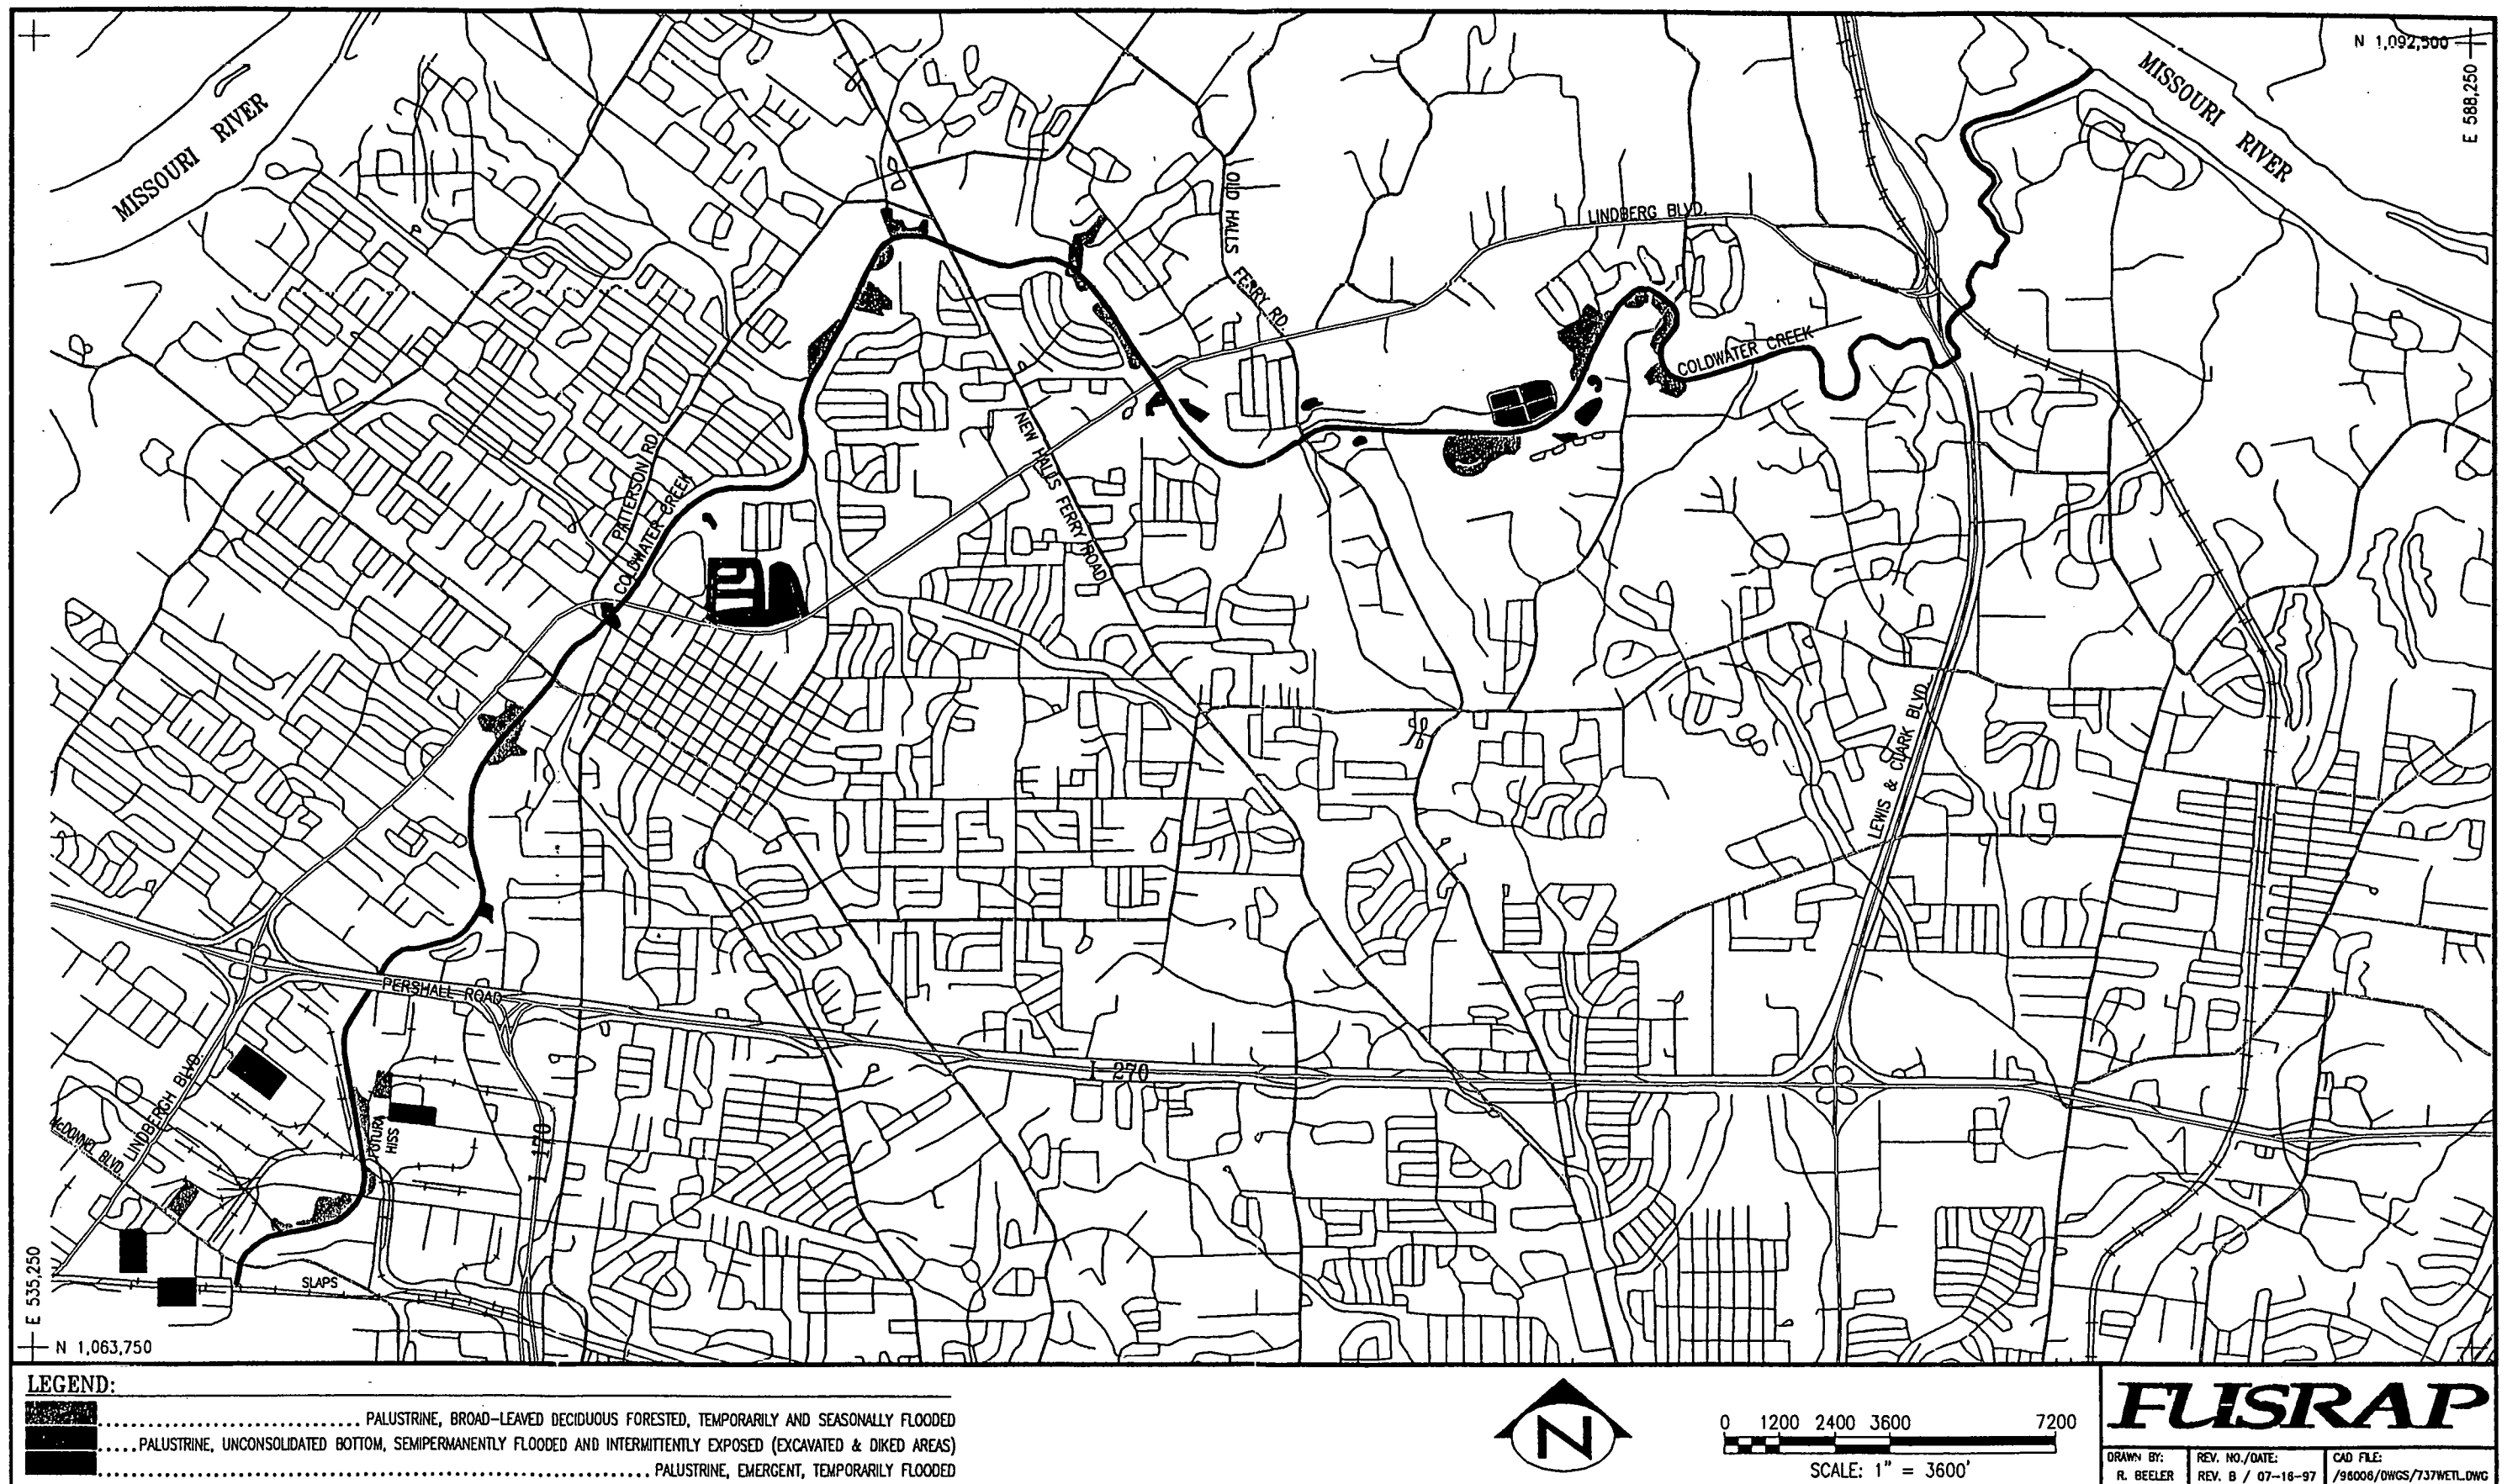 N 1,092,500
E 588,250
MISSOURI RIVER
MISSOURI RIVER
OLD HALLS FERRY RD.
LINDBERG BLVD.
COLDWATER CREEK
NEW HALLS FERRY ROAD
PATTERSON RD.
COLDWATER CREEK
LEWIS & CLARK BLVD.
PERSHALL ROAD
I 270
LINDBERGH BLVD.
McDONNEL BLVD.
FUTURA
HISS
I 170
SLAPS
E 535,250
N 1,063,750
LEGEND:
PALUSTRINE, BROAD-LEAVED DECIDUOUS FORESTED, TEMPORARILY AND SEASONALLY FLOODED
PALUSTRINE, UNCONSOLIDATED BOTTOM, SEMIPERMANENTLY FLOODED AND INTERMITTENTLY EXPOSED (EXCAVATED & DIKED AREAS)
PALUSTRINE, EMERGENT, TEMPORARILY FLOODED
N
0 1200 2400 3600 7200
SCALE: 1" = 3600'
FUSRAP
DRAWN BY: REV. NO./DATE: CAD FILE:
R. BEELER REV. B / 07-16-97 /96006/DWGS/737WETL.DWG